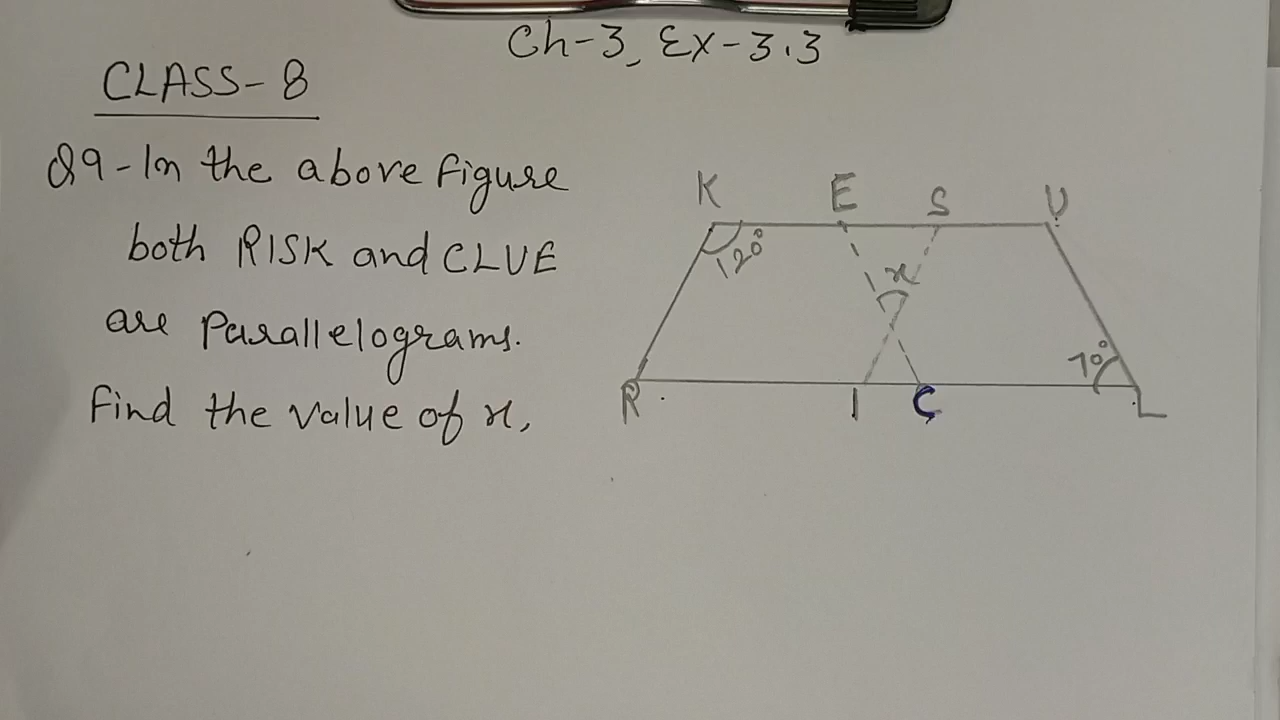 Ch-3, Ex-3.3
CLASS-8
Q9-In the above figure
both RISK and CLUE
are Parallelograms.
Find the value of x,
K E S U
120°
x
70°
R I C L